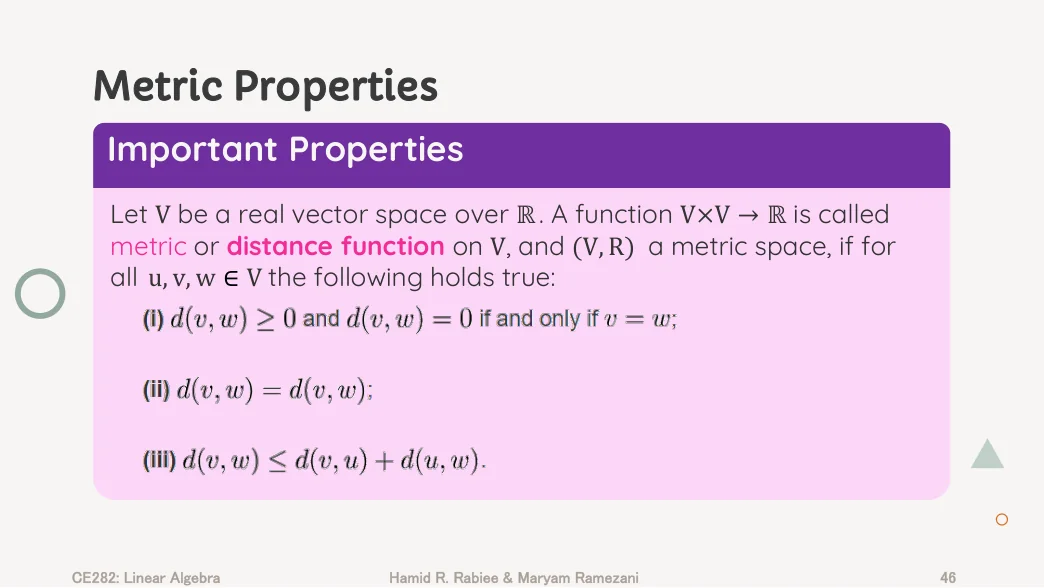 Metric Properties
Important Properties
Let V be a real vector space over ℝ. A function V×V → ℝ is called
metric or distance function on V, and (V, R) a metric space, if for
all u, v, w ∈ V the following holds true:
(i) d(v, w) ≥ 0 and d(v, w) = 0 if and only if v = w;
(ii) d(v, w) = d(v, w);
(iii) d(v, w) ≤ d(v, u) + d(u, w).
CE282: Linear Algebra
Hamid R. Rabiee & Maryam Ramezani
46